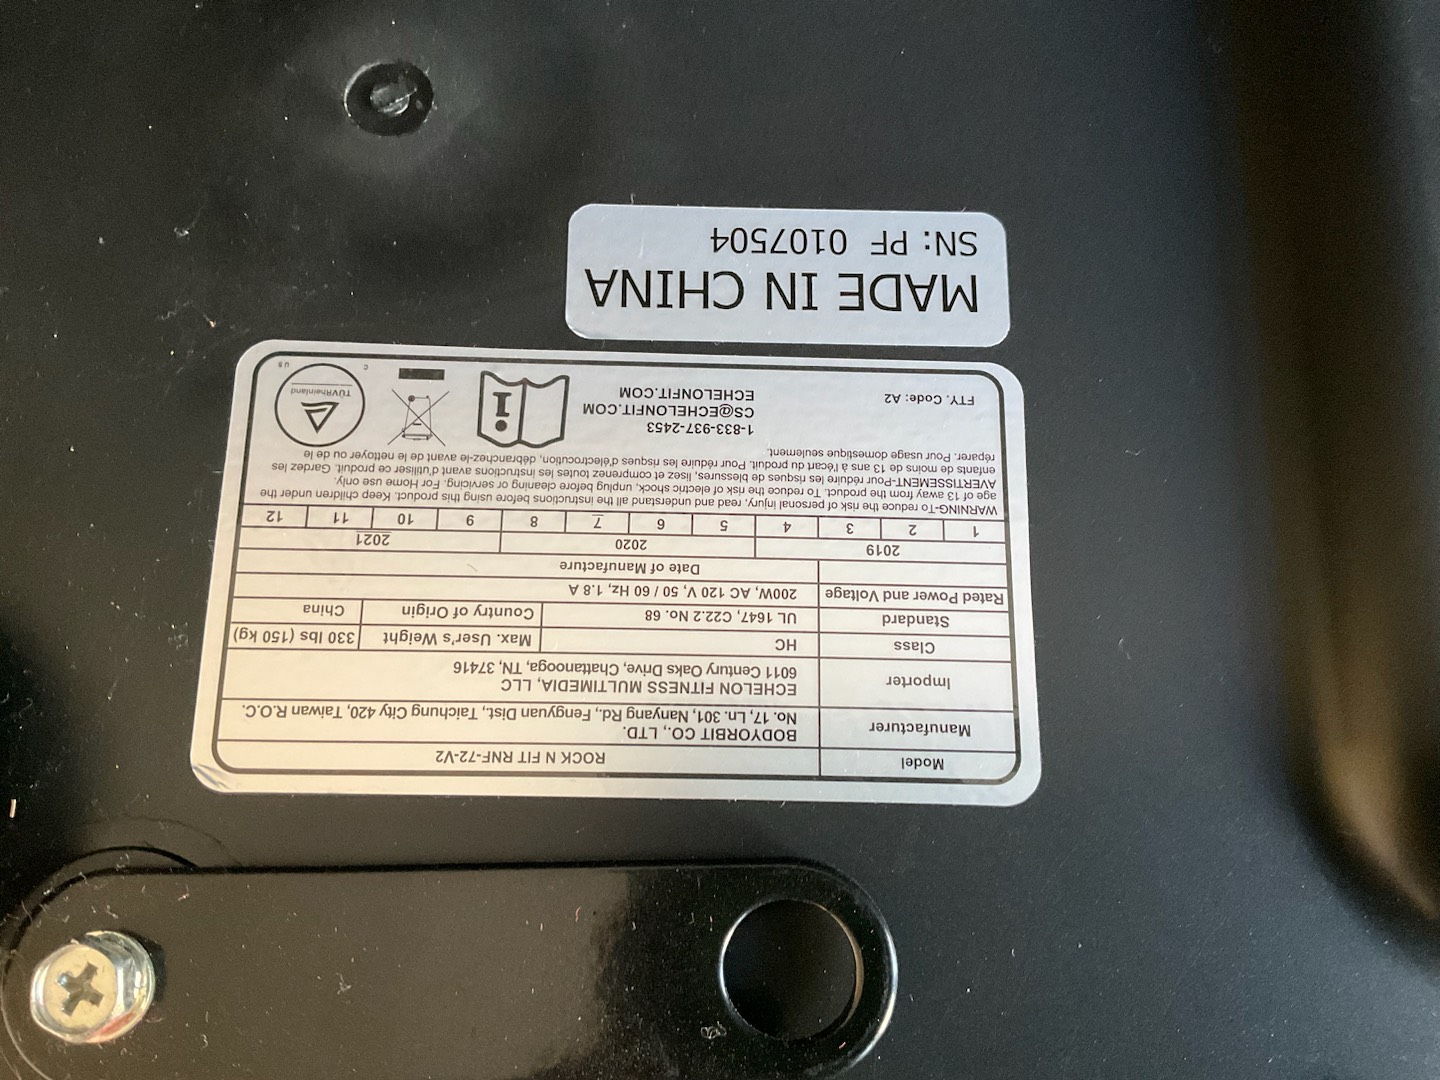 Model ROCK N FIT RNF-72-V2
Manufacturer BODYORBIT CO., LTD.
No. 17, Ln. 301, Nanyang, Rd., Fengyuan Dist., Taichung City 420, Taiwan R.O.C.
Importer ECHELON FITNESS MULTIMEDIA, LLC
6011 Century Oaks Drive, Chattanooga, TN, 37416
Class HC Max. User's Weight 330 lbs (150 kg)
Standard UL 1647, C22.2 No. 68 Country of Origin China
Rated Power and Voltage 200W, AC 120 V, 50 / 60 Hz, 1.8 A
Date of Manufacture
2019 2020 2021
1 2 3 4 5 6 7 8 9 10 11 12
WARNING-To reduce the risk of personal injury, read and understand all the instructions before using this product. Keep children under the
age of 13 away from the product. To reduce the risk of electric shock, unplug before cleaning or servicing. For Home use only.
AVERTISSEMENT-Pour réduire les risques de blessures, lisez et comprenez toutes les instructions avant d'utiliser ce produit. Gardez les
enfants de moins de 13 ans à l'écart du produit. Pour réduire les risques d'électrocution, débranchez-le avant de le nettoyer ou de le
réparer. Pour usage domestique seulement.
FTY. Code: A2
1-833-937-2453
CS@ECHELONFIT.COM
ECHELONFIT.COM
i
TÜVRheinland
C US
MADE IN CHINA
SN: PF 0107504